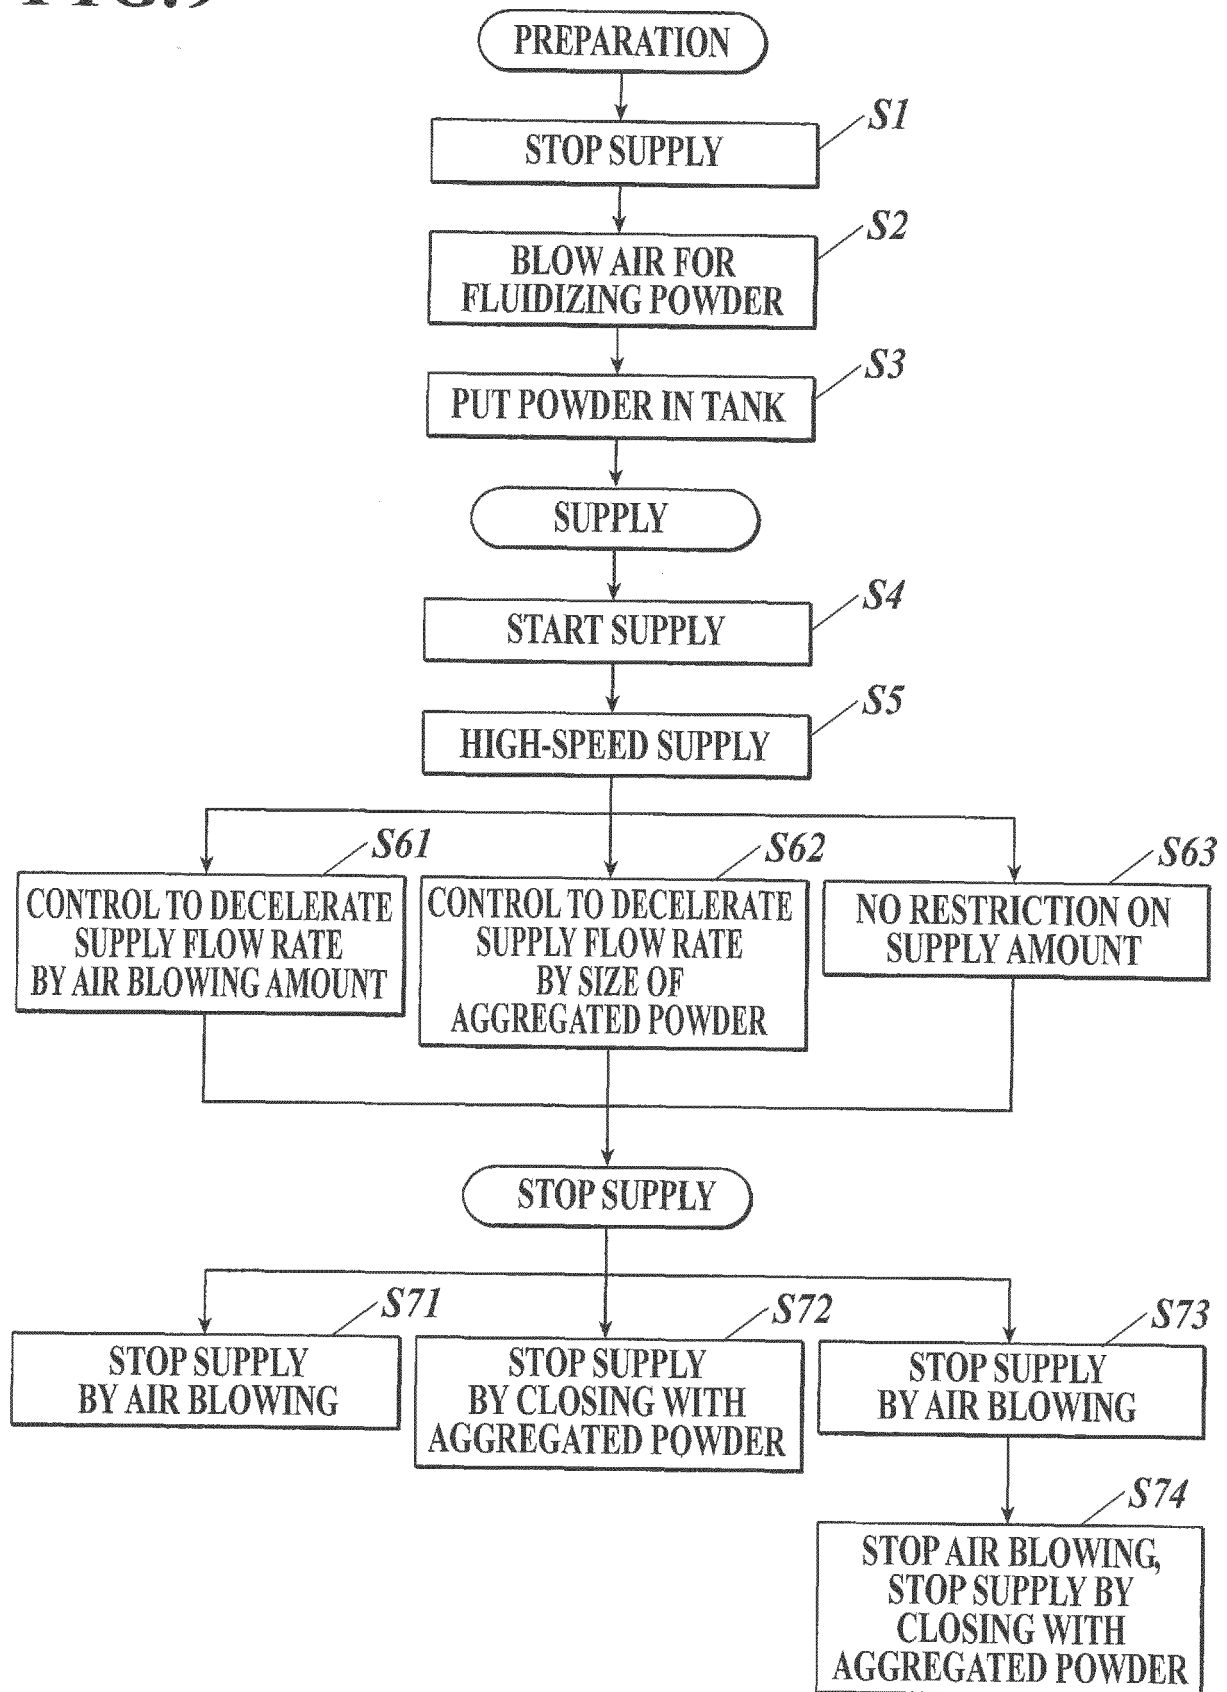 FIG.9
PREPARATION
S1
STOP SUPPLY
S2
BLOW AIR FOR
FLUIDIZING POWDER
S3
PUT POWDER IN TANK
SUPPLY
S4
START SUPPLY
S5
HIGH-SPEED SUPPLY
S61
CONTROL TO DECELERATE
SUPPLY FLOW RATE
BY AIR BLOWING AMOUNT
S62
CONTROL TO DECELERATE
SUPPLY FLOW RATE
BY SIZE OF
AGGREGATED POWDER
S63
NO RESTRICTION ON
SUPPLY AMOUNT
STOP SUPPLY
S71
STOP SUPPLY
BY AIR BLOWING
S72
STOP SUPPLY
BY CLOSING WITH
AGGREGATED POWDER
S73
STOP SUPPLY
BY AIR BLOWING
S74
STOP AIR BLOWING,
STOP SUPPLY BY
CLOSING WITH
AGGREGATED POWDER